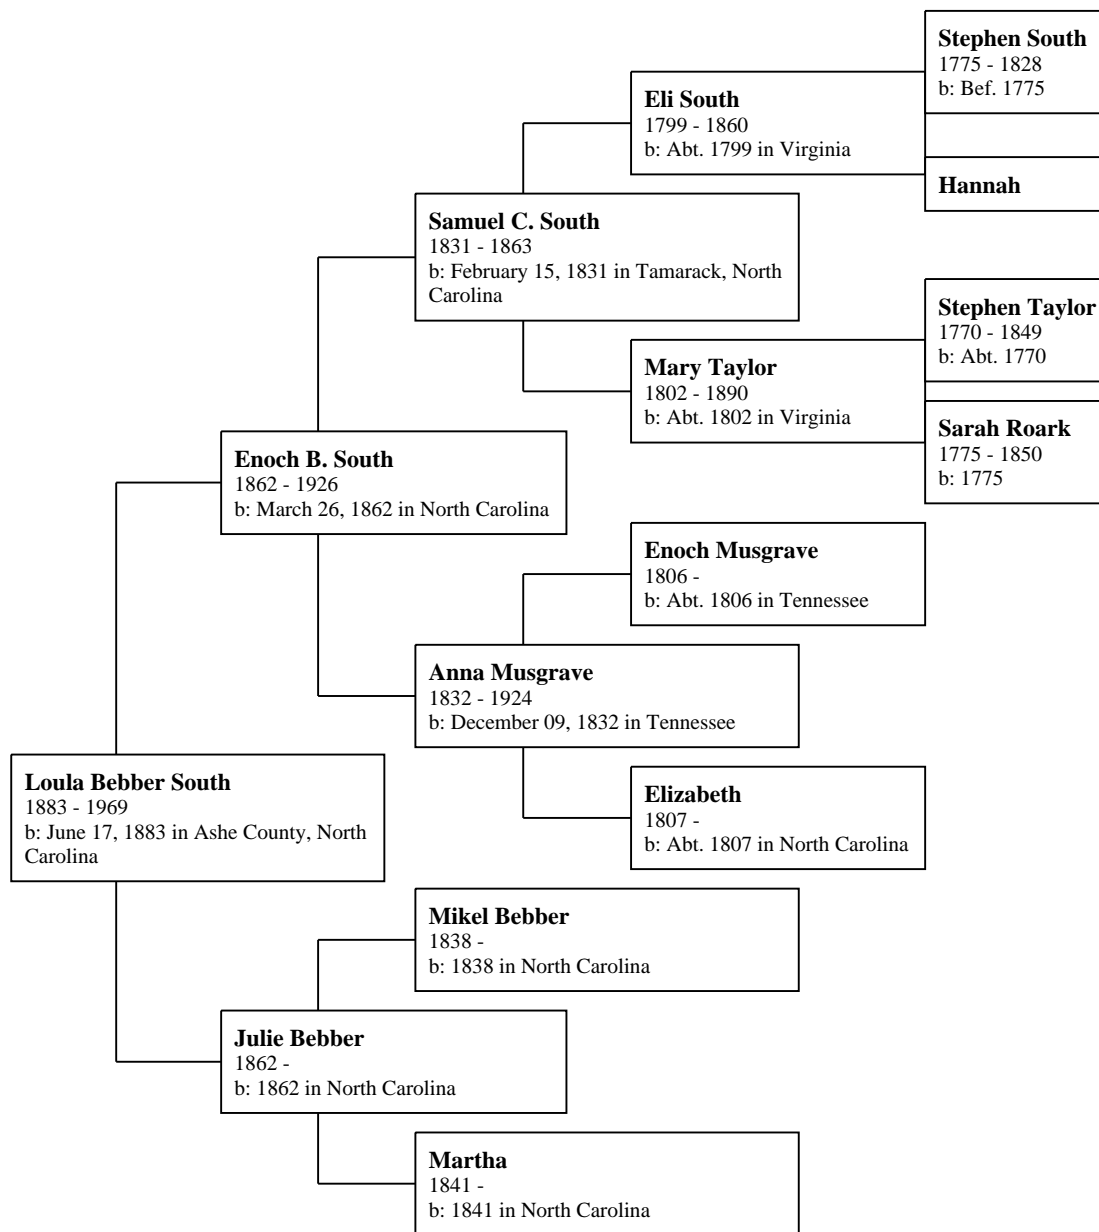 Stephen South
1775 - 1828
b: Bef. 1775
Eli South
1799 - 1860
b: Abt. 1799 in Virginia
Hannah
Samuel C. South
1831 - 1863
b: February 15, 1831 in Tamarack, North
Carolina
Stephen Taylor
1770 - 1849
b: Abt. 1770
Mary Taylor
1802 - 1890
b: Abt. 1802 in Virginia
Sarah Roark
1775 - 1850
b: 1775
Enoch B. South
1862 - 1926
b: March 26, 1862 in North Carolina
Enoch Musgrave
1806 -
b: Abt. 1806 in Tennessee
Anna Musgrave
1832 - 1924
b: December 09, 1832 in Tennessee
Loula Bebber South
1883 - 1969
b: June 17, 1883 in Ashe County, North
Carolina
Elizabeth
1807 -
b: Abt. 1807 in North Carolina
Mikel Bebber
1838 -
b: 1838 in North Carolina
Julie Bebber
1862 -
b: 1862 in North Carolina
Martha
1841 -
b: 1841 in North Carolina